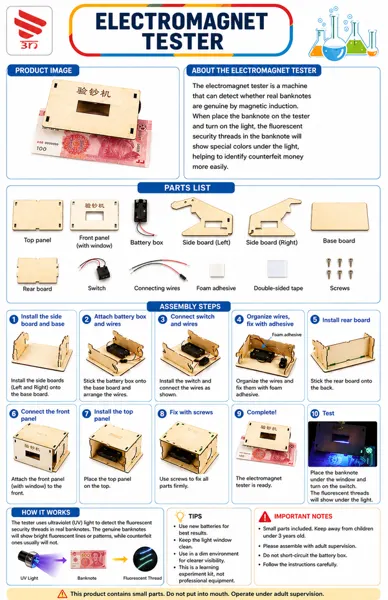 3TI
ELECTROMAGNET
TESTER
PRODUCT IMAGE
验钞机
100
ABOUT THE ELECTROMAGNET TESTER
The electromagnet tester is a machine
that can detect whether real banknotes
are genuine by magnetic induction.
When place the banknote on the tester
and turn on the light, the fluorescent
security threads in the banknote will
show special colors under the light,
helping to identify counterfeit money
more easily.
PARTS LIST
验钞机
Top panel
Front panel
(with window)
Battery box
Side board (Left)
Side board (Right)
Base board
Rear board
Switch
Connecting wires
Foam adhesive
Double-sided tape
Screws
ASSEMBLY STEPS
1 Install the side
board and base
Install the side boards
(Left and Right) onto
the base board.
2 Attach battery box
and wires
Stick the battery box onto
the base board and
arrange the wires.
3 Connect switch
and wires
Install the switch and
connect the wires as
shown.
4 Organize wires,
fix with adhesive
Foam adhesive
Organize the wires and
fix them with foam
adhesive.
5 Install rear board
Stick the rear board onto
the back.
6 Connect the front
panel
Attach the front panel
(with window) to the front.
7 Install the top
panel
Place the top panel
on the top.
8 Fix with screws
Use screws to fix all
parts firmly.
9 Complete!
The electromagnet
tester is ready.
10 Test
Place the banknote
under the window and
turn on the switch.
The fluorescent threads
will show under the light.
HOW IT WORKS
The tester uses ultraviolet (UV) light to detect the fluorescent
security threads in real banknotes. The genuine banknotes
will show bright fluorescent lines or patterns, while counterfeit
ones usually will not.
UV Light
Banknote
Fluorescent Thread
TIPS
• Use new batteries for
best results.
• Keep the light window
clean.
• Use in a dim environment
for clearer visibility.
• This is a learning
experiment kit, not
professional equipment.
IMPORTANT NOTES
• Small parts included. Keep away from children
under 3 years old.
• Please assemble with adult supervision.
• Do not short-circuit the battery box.
• Follow the instructions carefully.
This product contains small parts. Do not put into mouth. Operate under adult supervision.